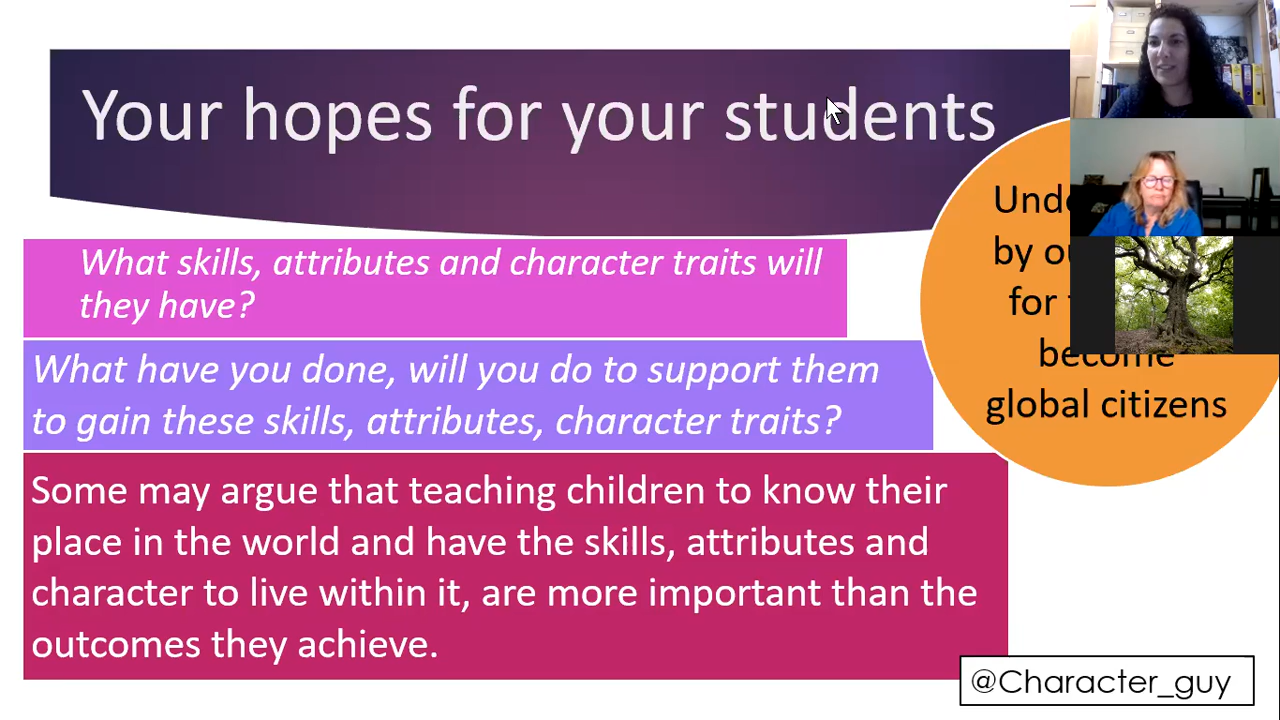 Your hopes for your students
What skills, attributes and character traits will
they have?
What have you done, will you do to support them
to gain these skills, attributes, character traits?
Some may argue that teaching children to know their
place in the world and have the skills, attributes and
character to live within it, are more important than the
outcomes they achieve.
by
for
become
global citizens
@Character_guy